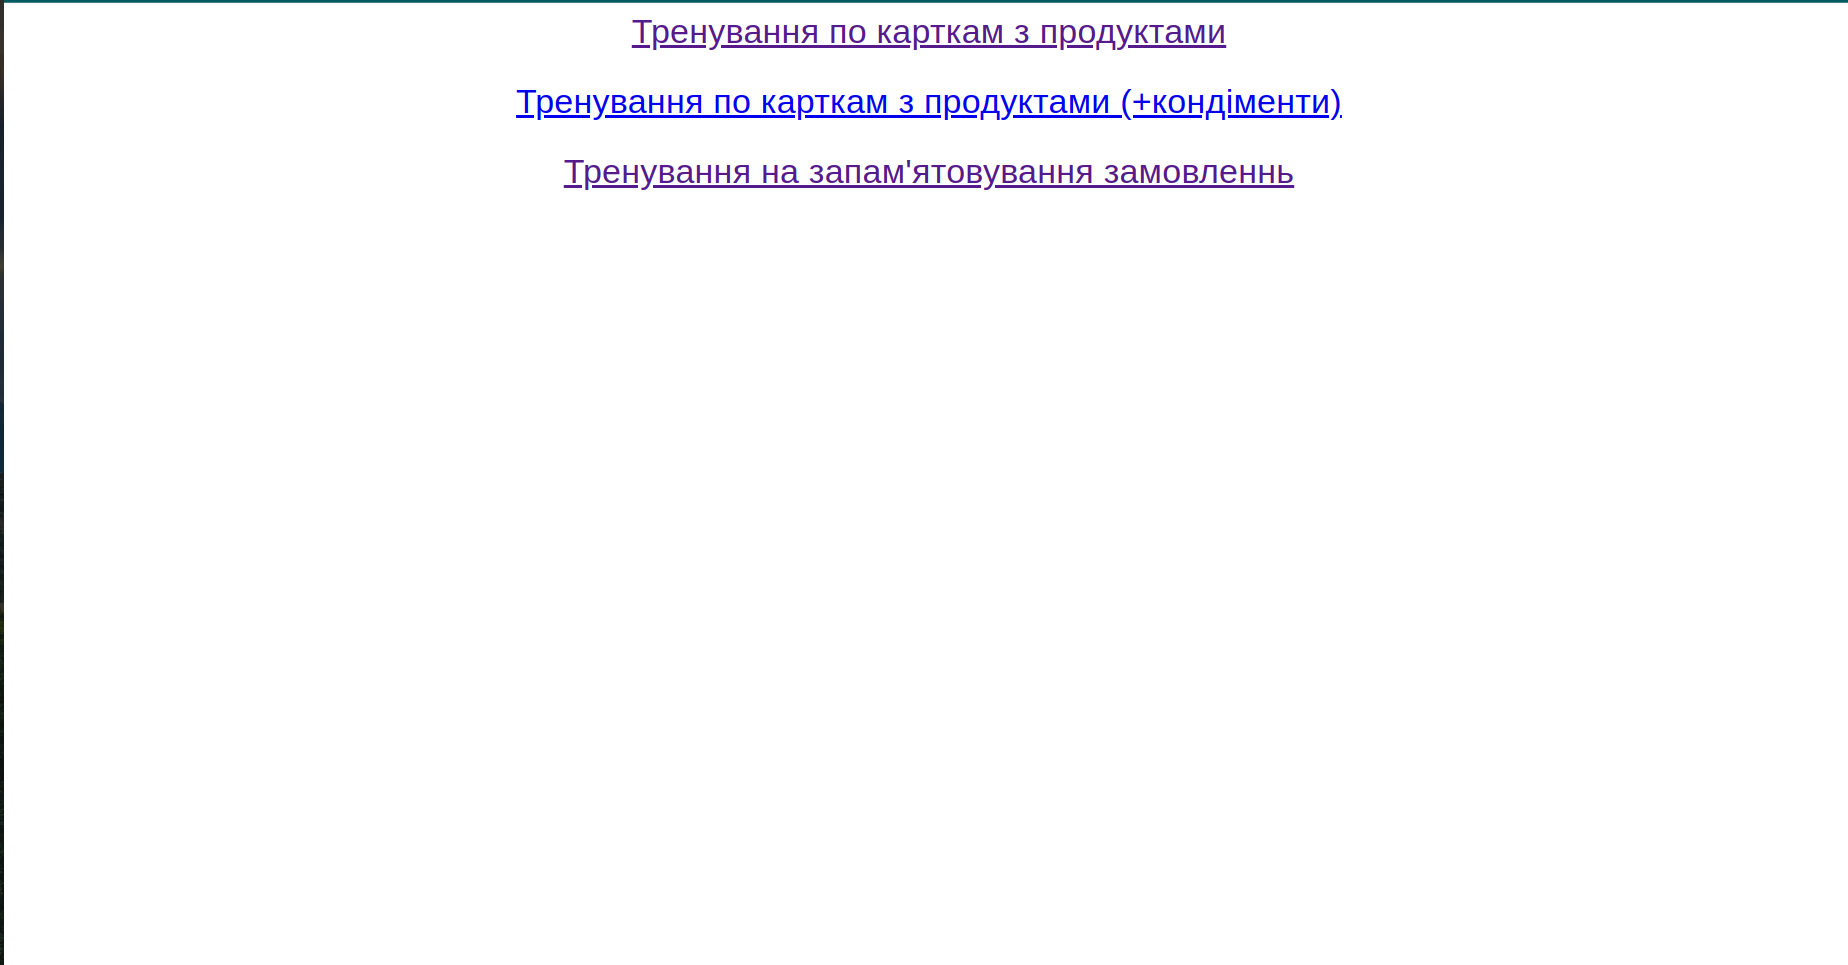 Тренування по карткам з продуктами
Тренування по карткам з продуктами (+кондіменти)
Тренування на запам'ятовування замовленнь